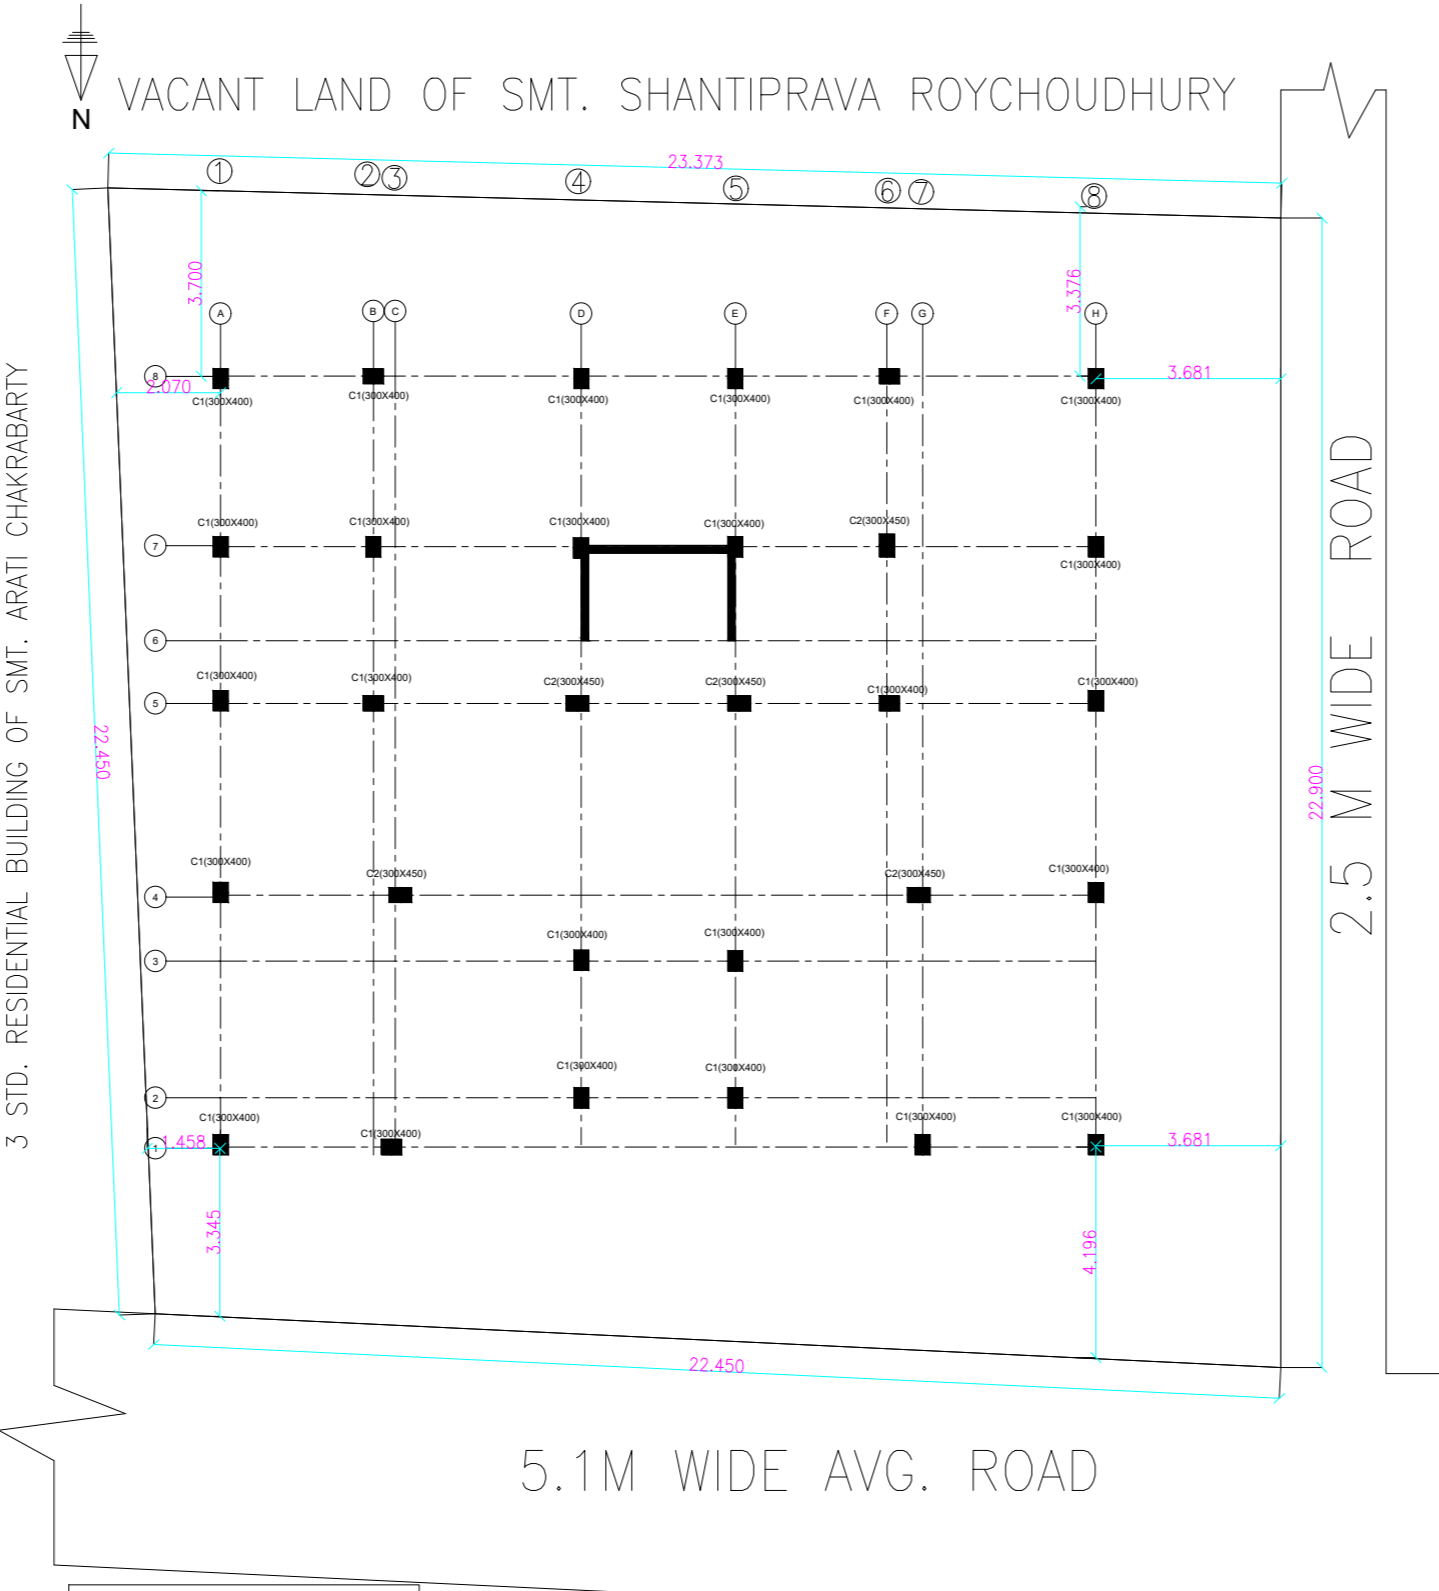 N
VACANT LAND OF SMT. SHANTIPRAVA ROYCHOUDHURY
23.373
1 2 3 4 5 6 7 8
3.700
3.376
A B C D E F G H
8
2.070
3.681
C1(300X400) C1(300X400) C1(300X400) C1(300X400) C1(300X400) C1(300X400)
C1(300X400) C1(300X400) C1(300X400) C1(300X400) C2(300X450)
7
C1(300X400)
6
C1(300X400) C1(300X400) C2(300X450) C2(300X450) C1(300X400) C1(300X400)
5
3 STD. RESIDENTIAL BUILDING OF SMT. ARATI CHAKRABARTY
22.450
22.900
2.5 M WIDE ROAD
C1(300X400) C2(300X450) C2(300X450) C1(300X400)
4
C1(300X400) C1(300X400)
3
C1(300X400) C1(300X400)
2
C1(300X400) C1(300X400) C1(300X400) C1(300X400)
1
1.458
3.681
3.345
4.196
22.450
5.1M WIDE AVG. ROAD